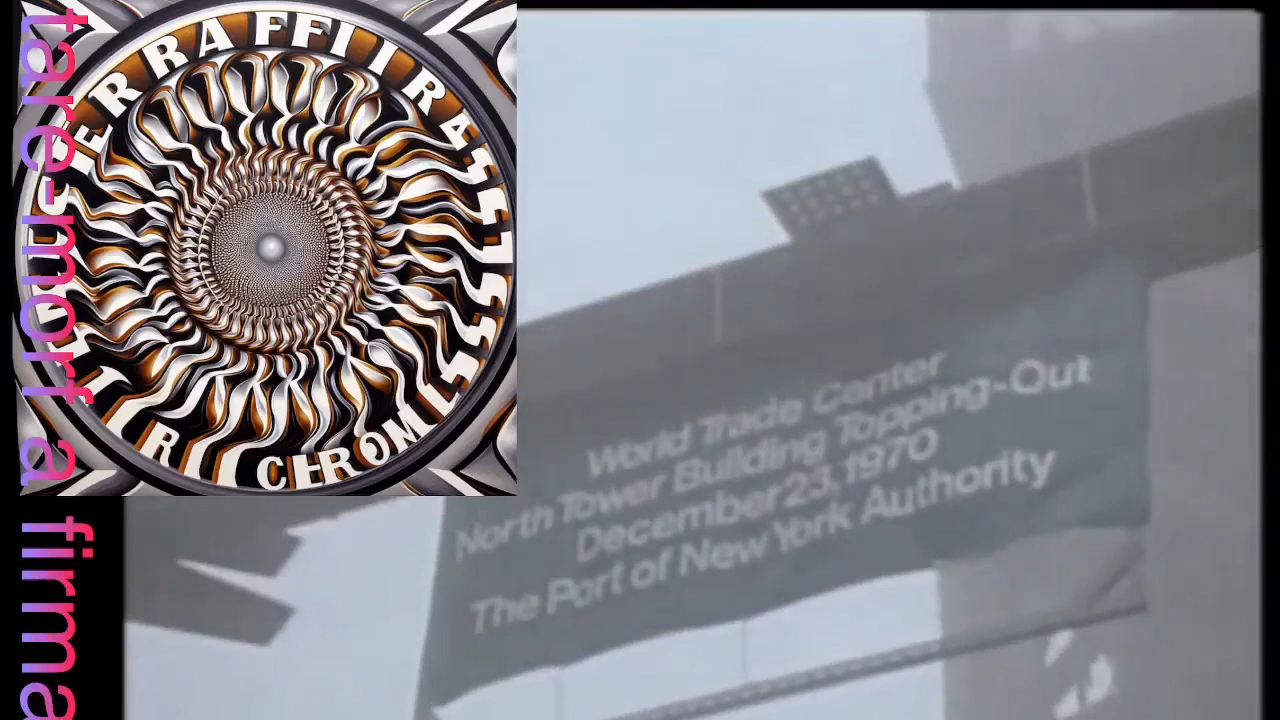 tare-morf a firma
World Trade Center
North Tower Building Topping-Out
December 23, 1970
The Port of New York Authority